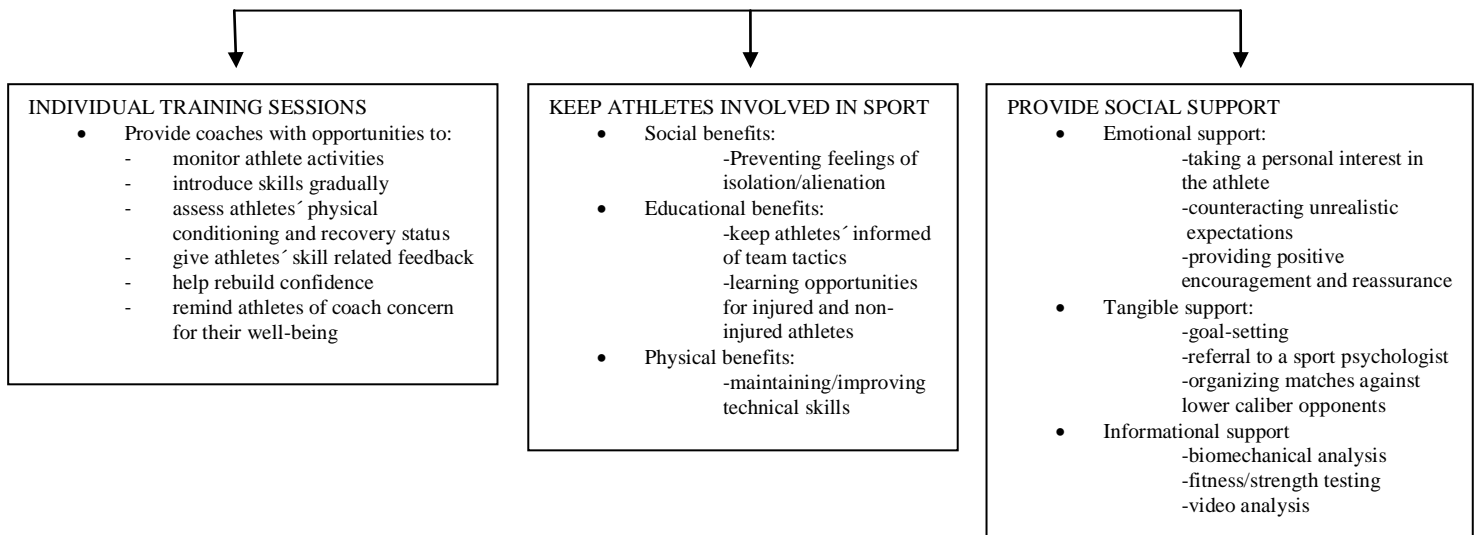 INDIVIDUAL TRAINING SESSIONS
• Provide coaches with opportunities to:
- monitor athlete activities
- introduce skills gradually
- assess athletes´ physical
conditioning and recovery status
- give athletes´ skill related feedback
- help rebuild confidence
- remind athletes of coach concern
for their well-being
KEEP ATHLETES INVOLVED IN SPORT
• Social benefits:
-Preventing feelings of
isolation/alienation
• Educational benefits:
-keep athletes´ informed
of team tactics
-learning opportunities
for injured and non-
injured athletes
• Physical benefits:
-maintaining/improving
technical skills
PROVIDE SOCIAL SUPPORT
• Emotional support:
-taking a personal interest in
the athlete
-counteracting unrealistic
expectations
-providing positive
encouragement and reassurance
• Tangible support:
-goal-setting
-referral to a sport psychologist
-organizing matches against
lower caliber opponents
• Informational support
-biomechanical analysis
-fitness/strength testing
-video analysis